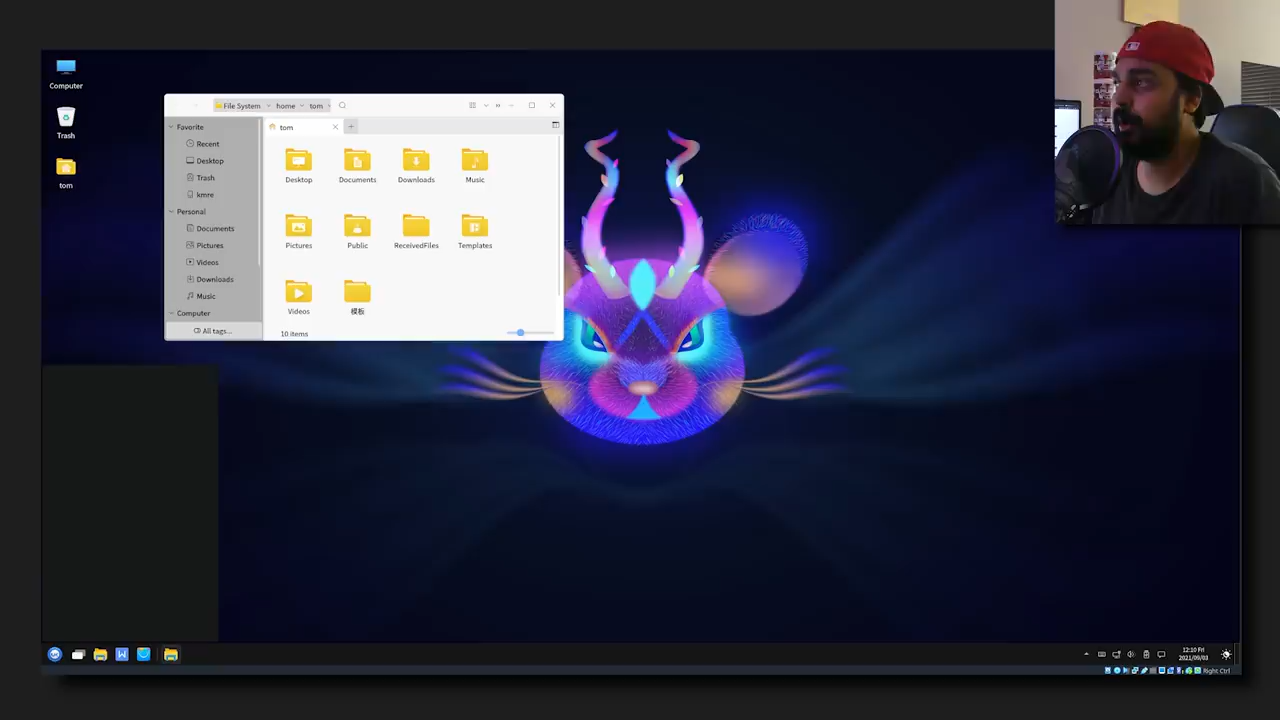 Computer
Trash
tom
File System
home
tom
tom
Favorite
Recent
Desktop
Trash
kmre
Personal
Documents
Pictures
Videos
Downloads
Music
Computer
All tags...
Desktop
Documents
Downloads
Music
Pictures
Public
ReceivedFiles
Templates
Videos
模板
10 items
W
12:10 Fri
2021/09/03
Right Ctrl